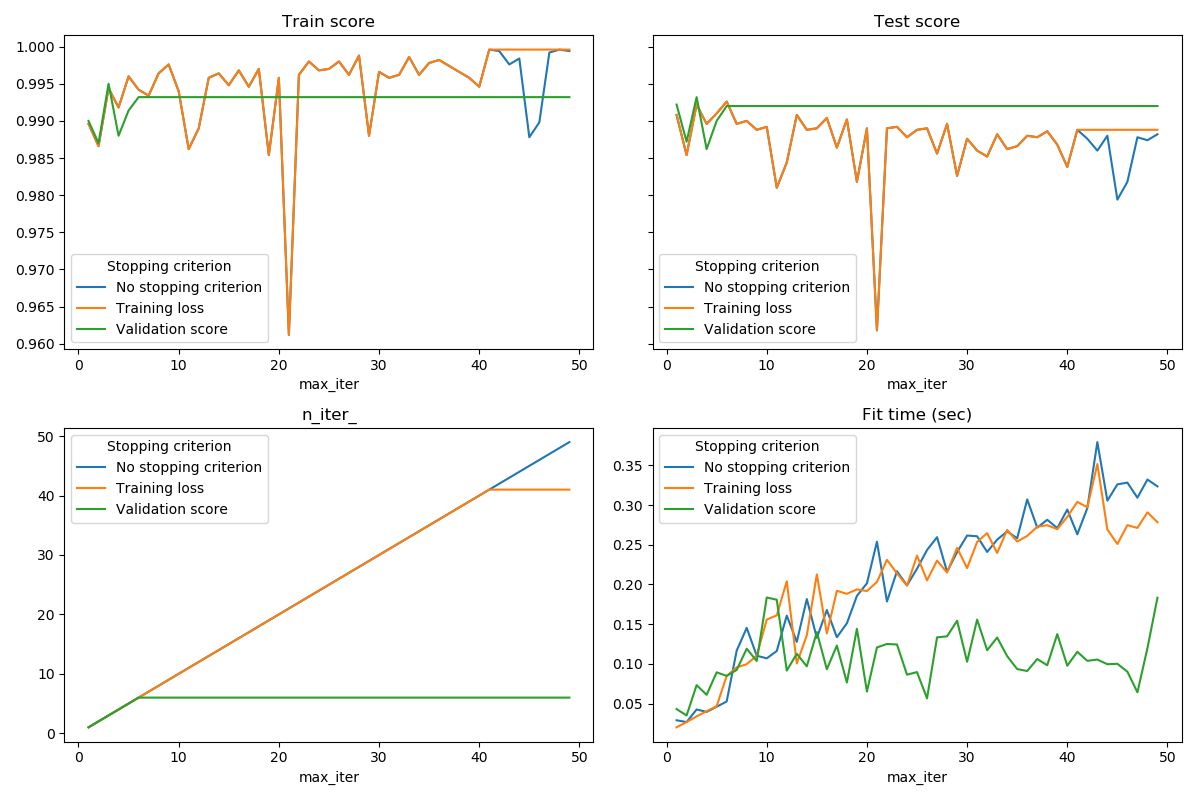 Train score
1.000
0.995
0.990
0.985
0.980
0.975
0.970
0.965
0.960
Stopping criterion
No stopping criterion
Training loss
Validation score
0 10 20 30 40 50
max_iter
Test score
Stopping criterion
No stopping criterion
Training loss
Validation score
0 10 20 30 40 50
max_iter
n_iter_
50
40
30
20
10
0
Stopping criterion
No stopping criterion
Training loss
Validation score
0 10 20 30 40 50
max_iter
Fit time (sec)
0.35
0.30
0.25
0.20
0.15
0.10
0.05
Stopping criterion
No stopping criterion
Training loss
Validation score
0 10 20 30 40 50
max_iter